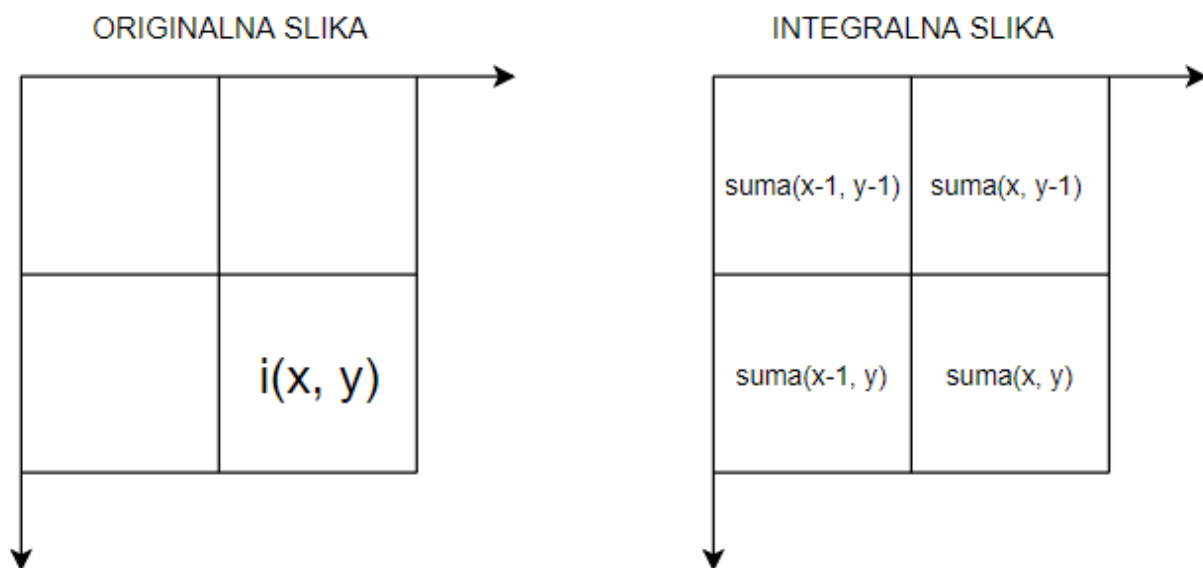 ORIGINALNA SLIKA
i(x, y)
INTEGRALNA SLIKA
suma(x-1, y-1)
suma(x, y-1)
suma(x-1, y)
suma(x, y)